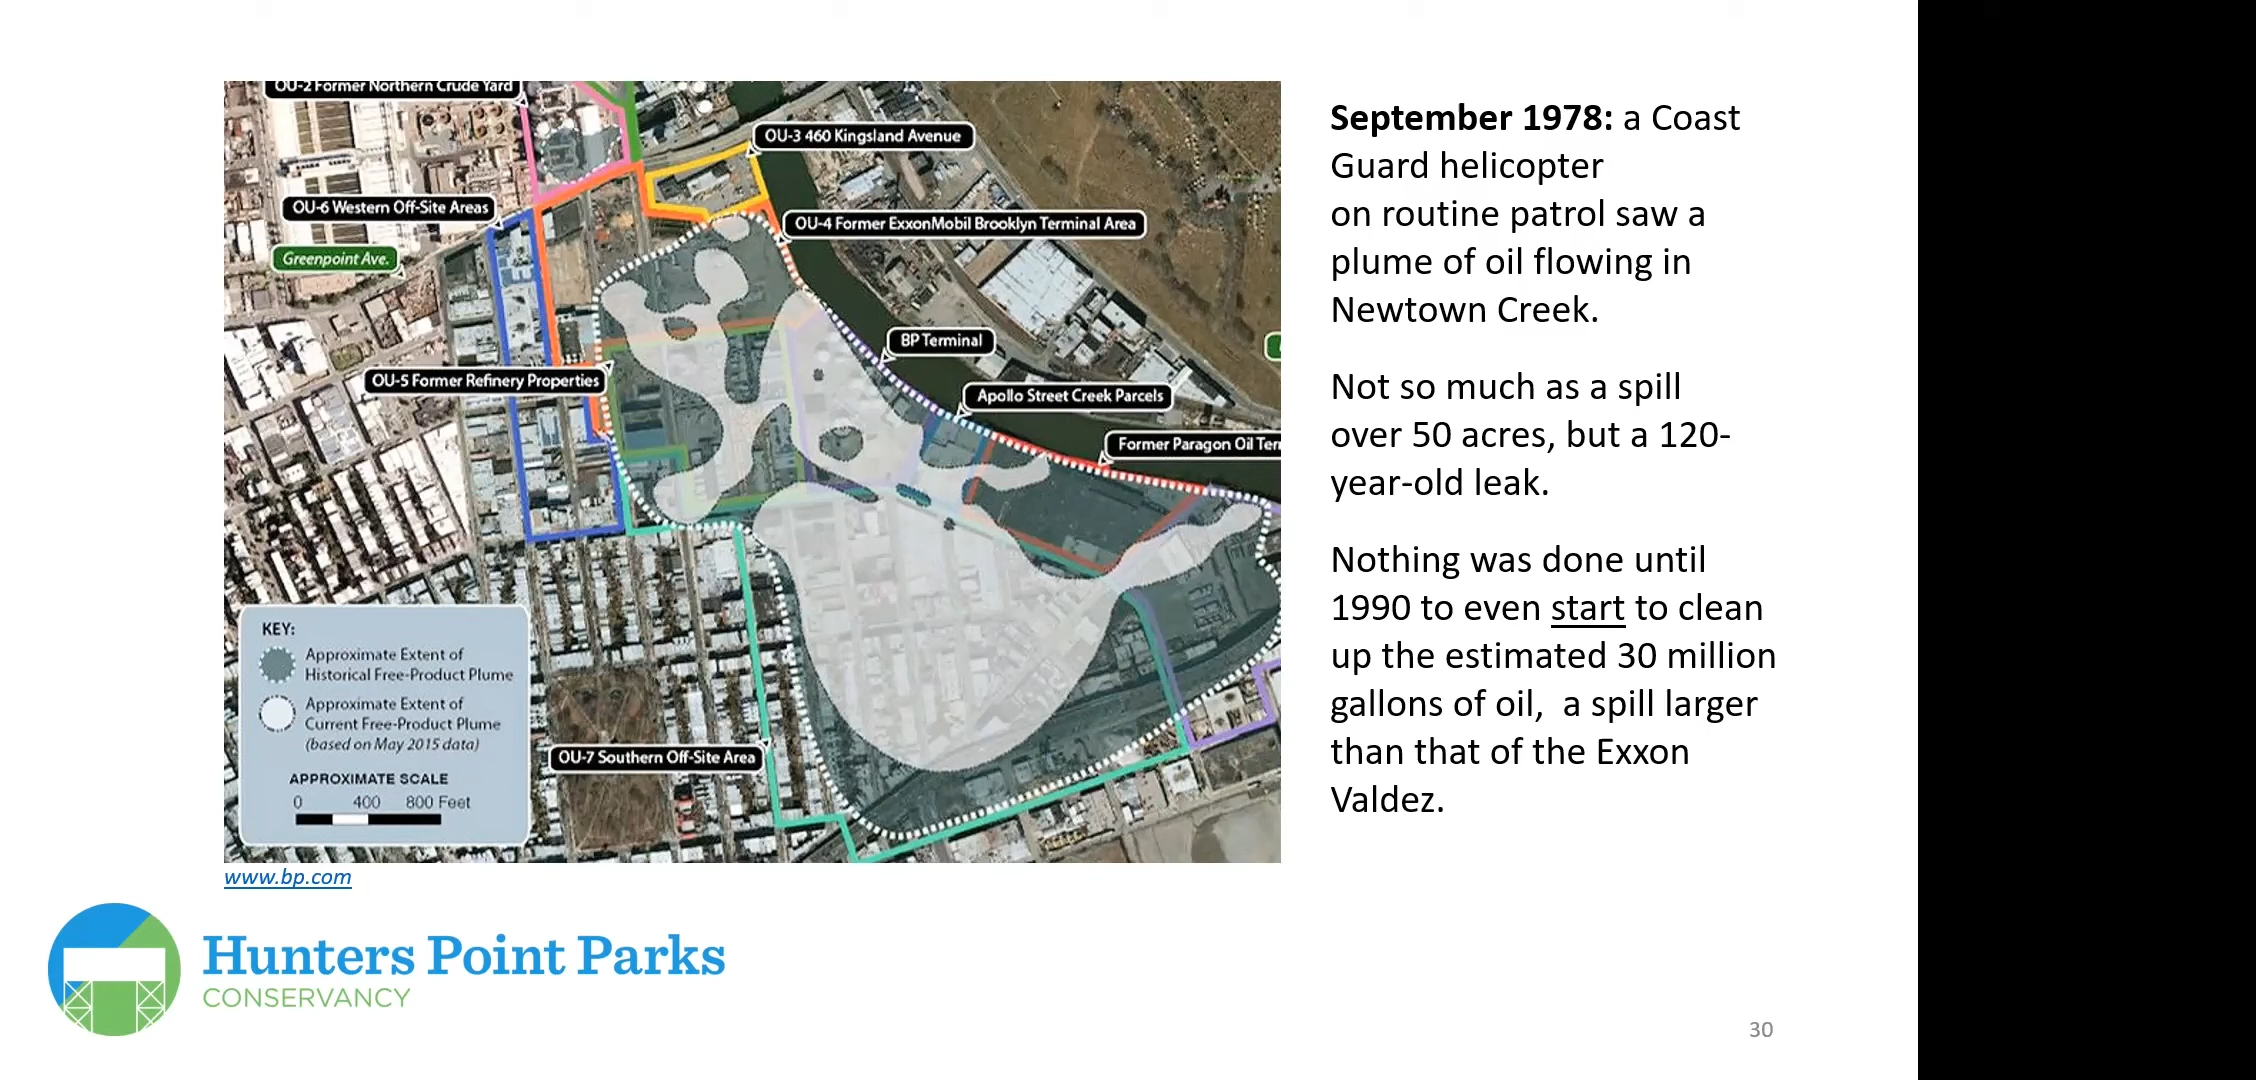 OU-2 Former Northern Crude Yard
OU-3 460 Kingsland Avenue
OU-6 Western Off-Site Areas
OU-4 Former ExxonMobil Brooklyn Terminal Area
Greenpoint Ave.
BP Terminal
OU-5 Former Refinery Properties
Apollo Street Creek Parcels
Former Paragon Oil
OU-7 Southern Off-Site Area
KEY:
Approximate Extent of
Historical Free-Product Plume
Approximate Extent of
Current Free-Product Plume
(based on May 2015 data)
APPROXIMATE SCALE
0 400 800 Feet
www.bp.com
September 1978: a Coast
Guard helicopter
on routine patrol saw a
plume of oil flowing in
Newtown Creek.
Not so much as a spill
over 50 acres, but a 120-
year-old leak.
Nothing was done until
1990 to even start to clean
up the estimated 30 million
gallons of oil,  a spill larger
than that of the Exxon
Valdez.
Hunters Point Parks
CONSERVANCY
30